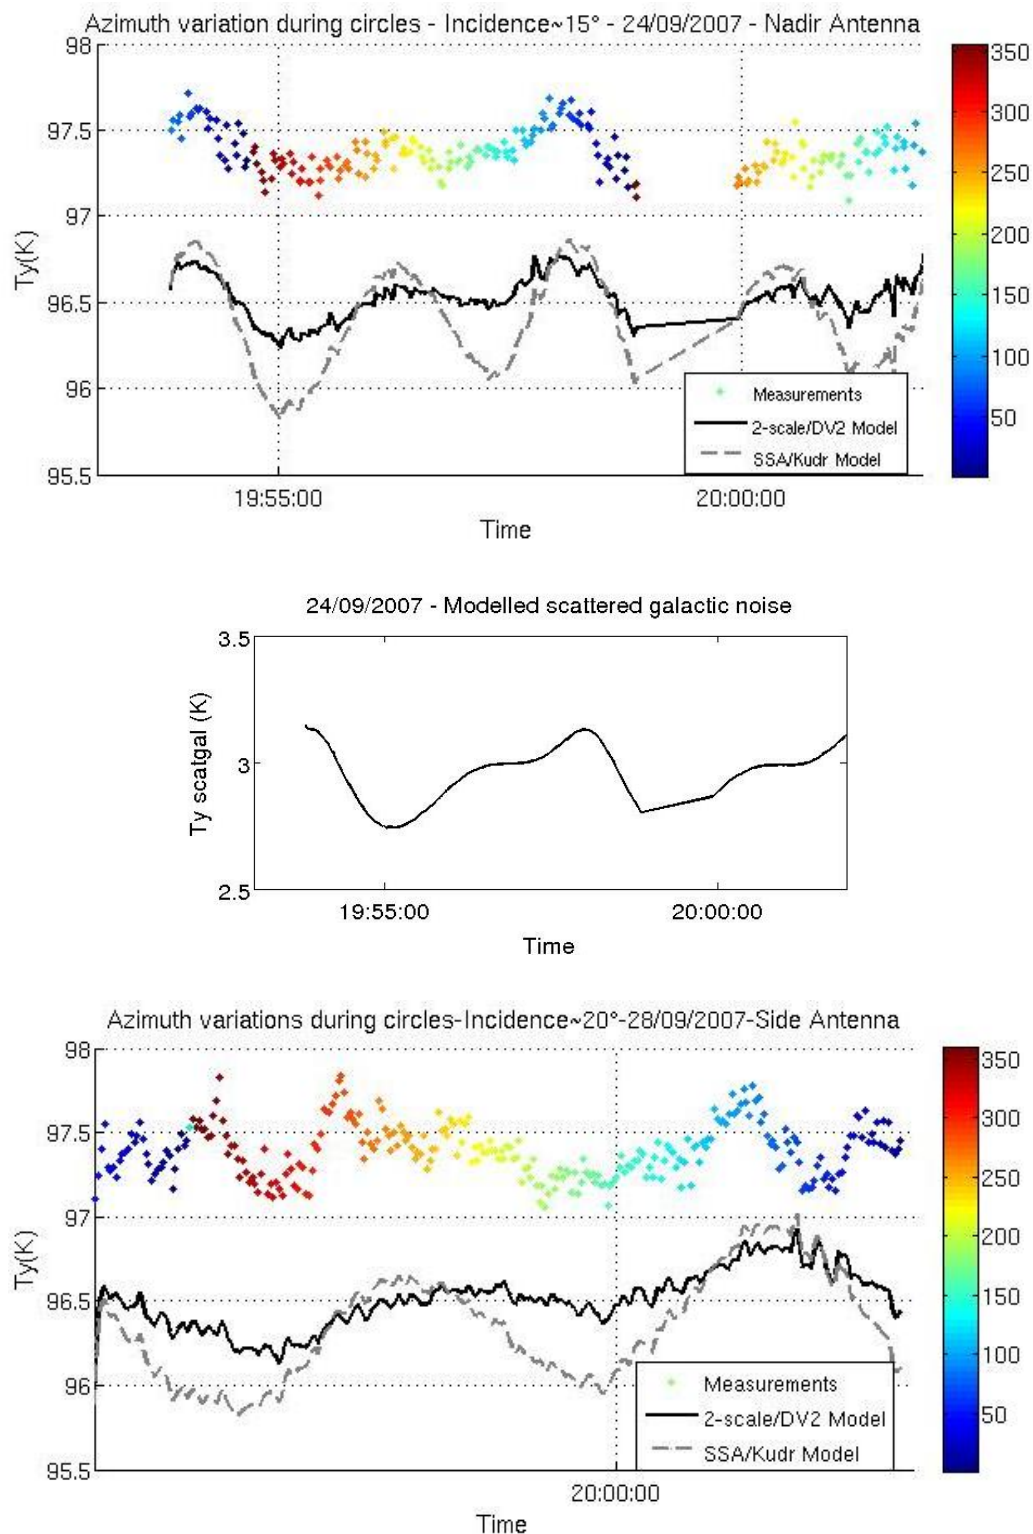 Azimuth variation during circles - Incidence~15° - 24/09/2007 - Nadir Antenna
98
97.5
97
96.5
96
95.5
Ty(K)
19:55:00
20:00:00
Time
Measurements
2-scale/DV2 Model
SSA/Kudr Model
350
300
250
200
150
100
50
24/09/2007 - Modelled scattered galactic noise
3.5
3
2.5
Ty scatgal (K)
19:55:00
20:00:00
Time
Azimuth variations during circles-Incidence~20°-28/09/2007-Side Antenna
98
97.5
97
96.5
96
95.5
Ty(K)
20:00:00
Time
Measurements
2-scale/DV2 Model
SSA/Kudr Model
350
300
250
200
150
100
50